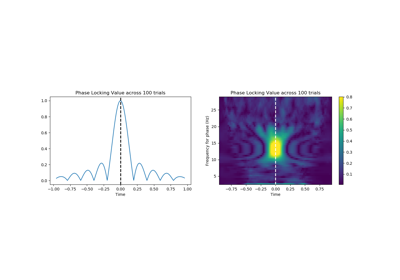 Phase Locking Value across 100 trials
1.0
0.8
0.6
0.4
0.2
0.0
−1.00 −0.75 −0.50 −0.25 0.00 0.25 0.50 0.75 1.00
Time
Phase Locking Value across 100 trials
Frequency for phase (Hz)
25
20
15
10
5
−0.75 −0.50 −0.25 0.00 0.25 0.50 0.75
Time
0.8
0.7
0.6
0.5
0.4
0.3
0.2
0.1